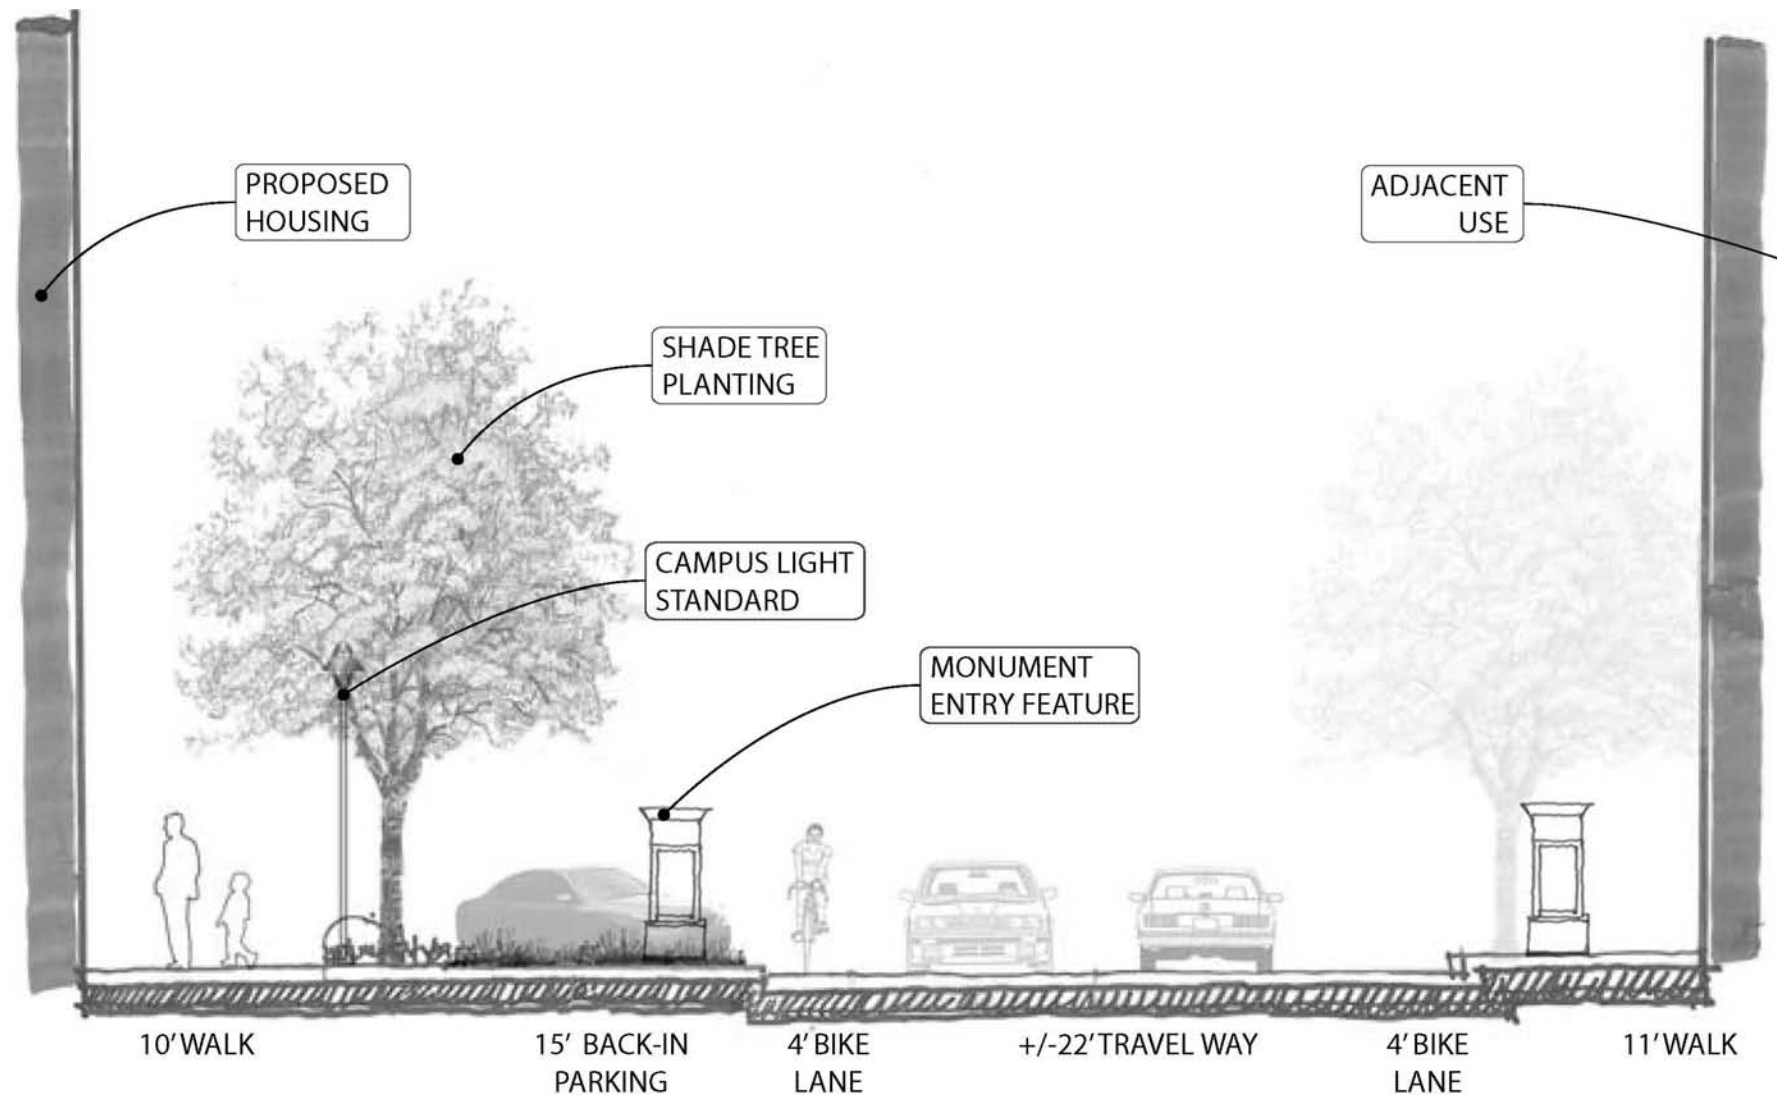 PROPOSED
HOUSING
ADJACENT
USE
SHADE TREE
PLANTING
CAMPUS LIGHT
STANDARD
MONUMENT
ENTRY FEATURE
10' WALK
15' BACK-IN
PARKING
4' BIKE
LANE
+/-22' TRAVEL WAY
4' BIKE
LANE
11' WALK